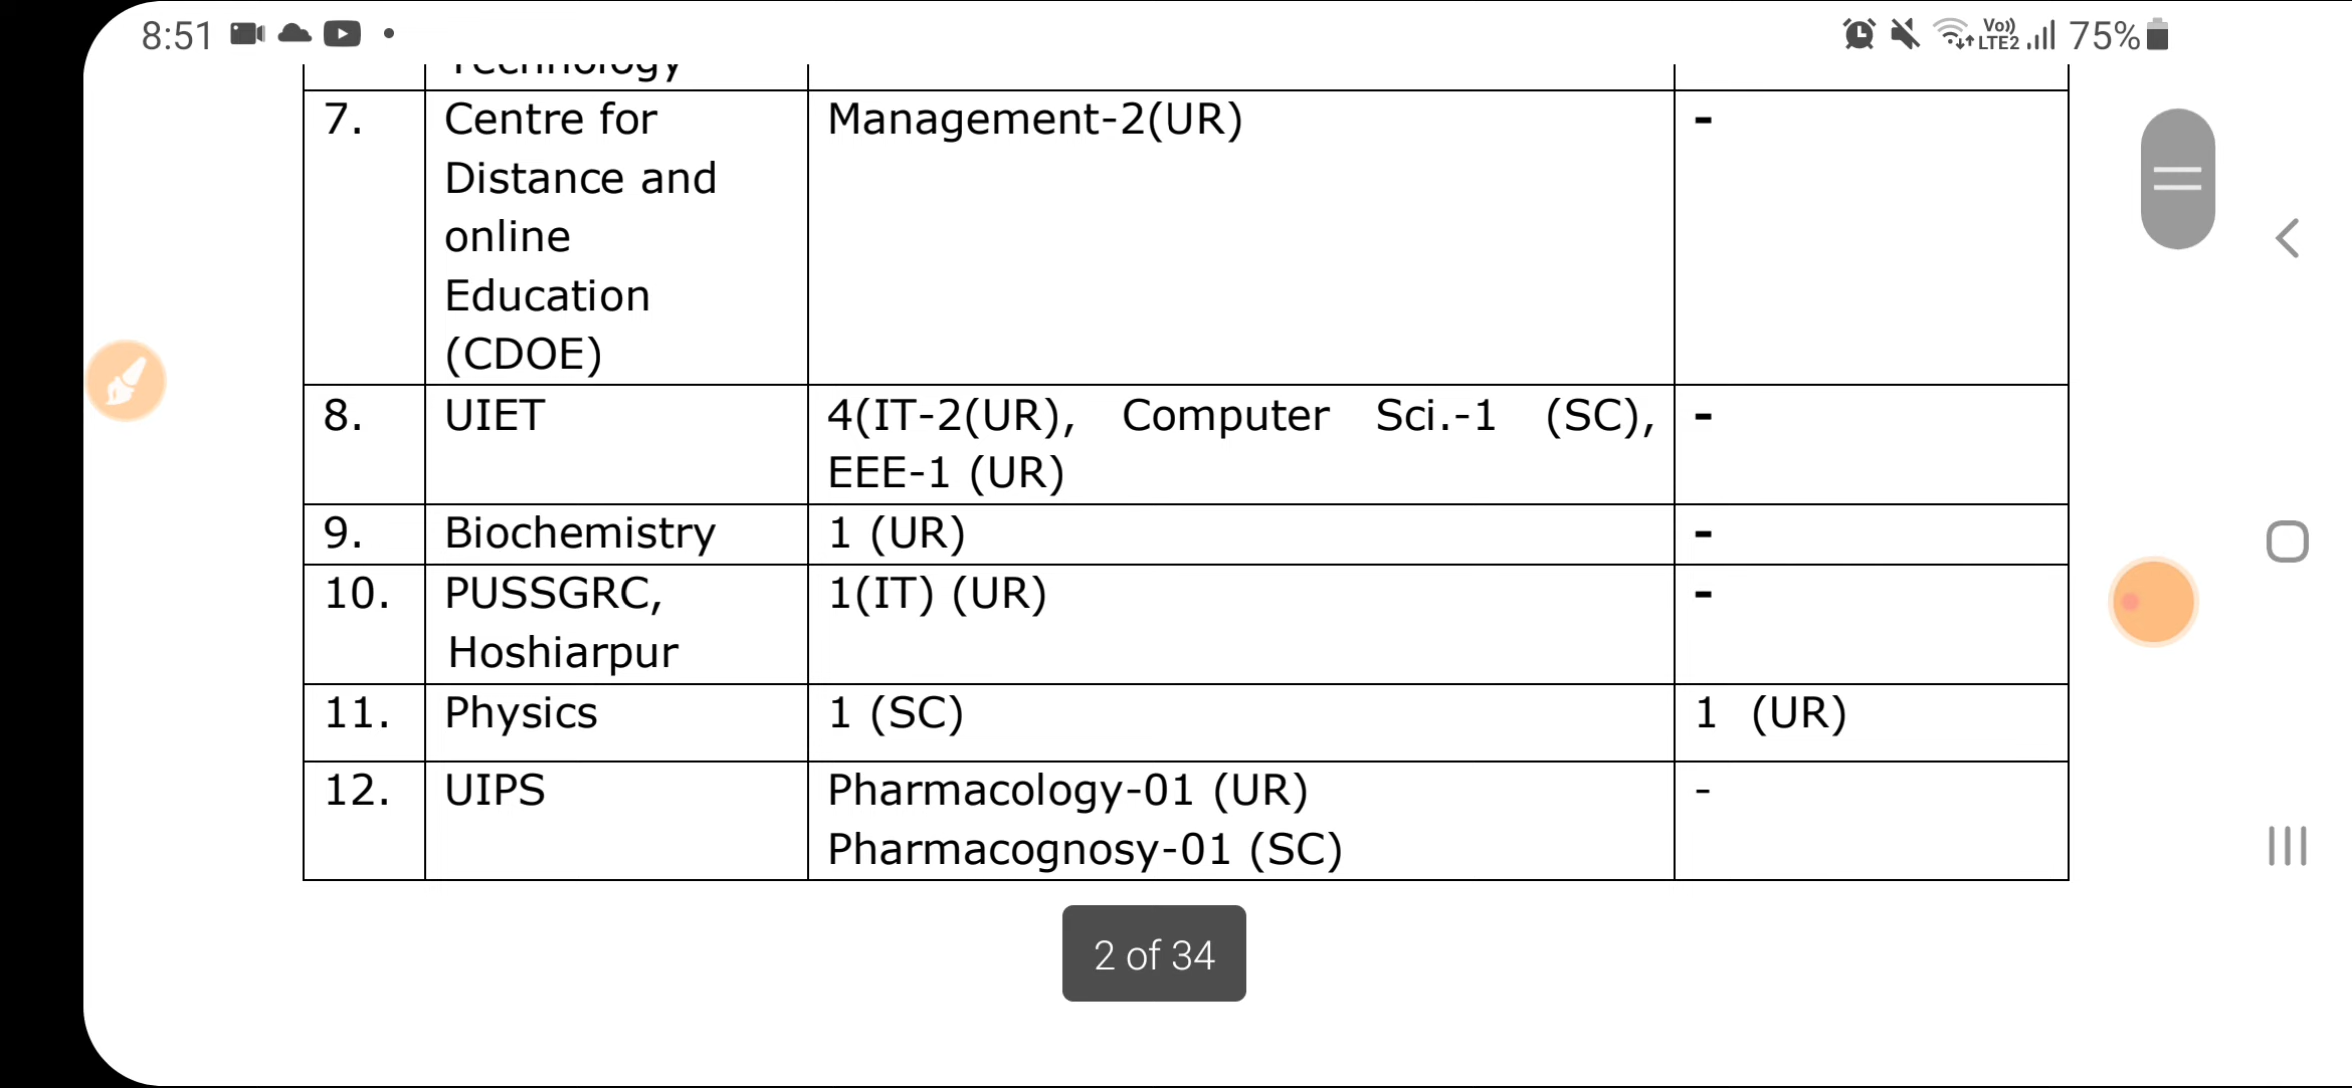 8:51
Vo)) LTE2 75%
7. Centre for Management-2(UR) -
Distance and
online
Education
(CDOE)
8. UIET 4(IT-2(UR), Computer Sci.-1 (SC), -
EEE-1 (UR)
9. Biochemistry 1 (UR) -
10. PUSSGRC, 1(IT) (UR) -
Hoshiarpur
11. Physics 1 (SC) 1 (UR)
12. UIPS Pharmacology-01 (UR) -
Pharmacognosy-01 (SC)
2 of 34